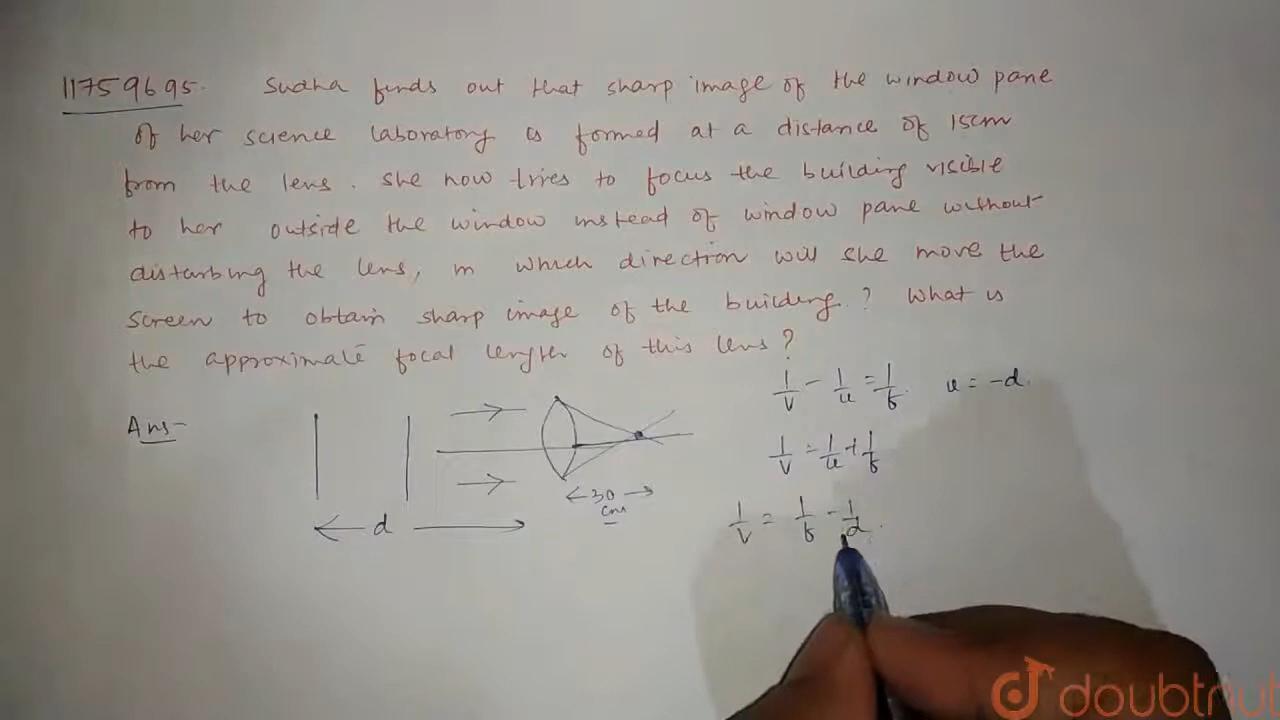 11759695. Sudha finds out that sharp image of the window pane
of her science laboratory is formed at a distance of 15cm
from the lens. She now tries to focus the building visible
to her outside the window instead of window pane without
disturbing the lens, in which direction will she move the
screen to obtain sharp image of the building? What is
the approximate focal length of this lens?
1/v - 1/u = 1/f. u = -d.
Ans-
1/v = 1/u + 1/f
30
cm
1/v = 1/f - 1/d.
d
doubtnut